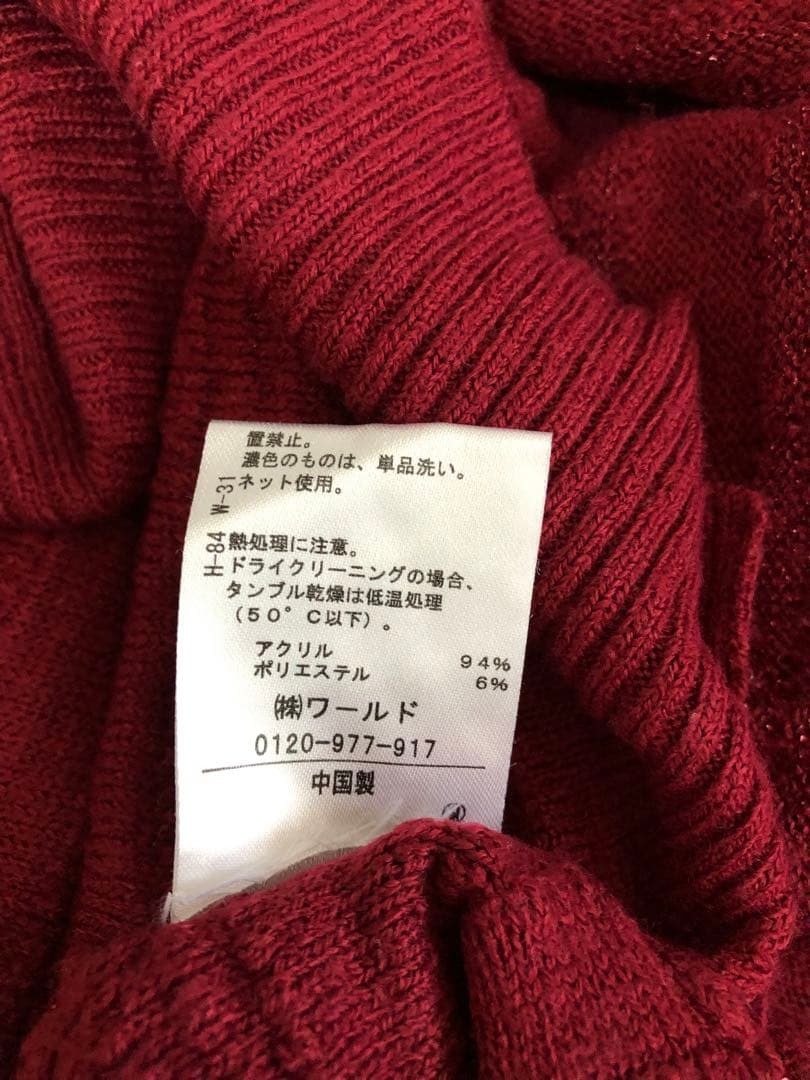 置禁止。
濃色のものは、単品洗い。
ネット使用。
W-31
H-84
熱処理に注意。
ドライクリーニングの場合、
タンブル乾燥は低温処理
(50°C以下)。
アクリル 94%
ポリエステル 6%
㈱ワールド
0120-977-917
中国製